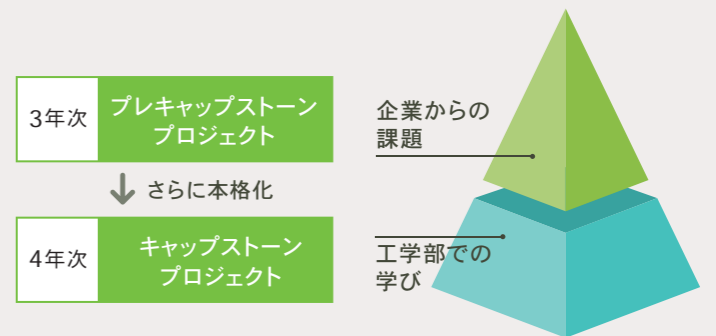 3年次
プレキャップストーン
プロジェクト
さらに本格化
4年次
キャップストーン
プロジェクト
企業からの
課題
工学部での
学び